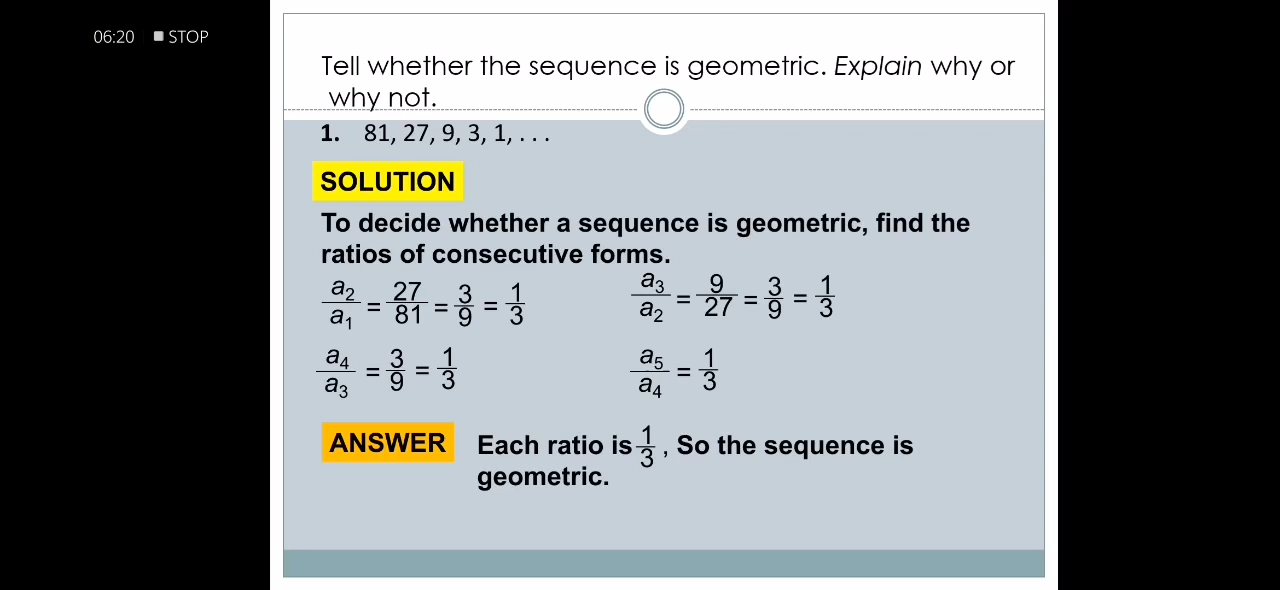 06:20 STOP
Tell whether the sequence is geometric. Explain why or
why not.
1. 81, 27, 9, 3, 1, . . .
SOLUTION
To decide whether a sequence is geometric, find the
ratios of consecutive forms.
a2/a1 = 27/81 = 3/9 = 1/3
a3/a2 = 9/27 = 3/9 = 1/3
a4/a3 = 3/9 = 1/3
a5/a4 = 1/3
ANSWER
Each ratio is 1/3 , So the sequence is
geometric.